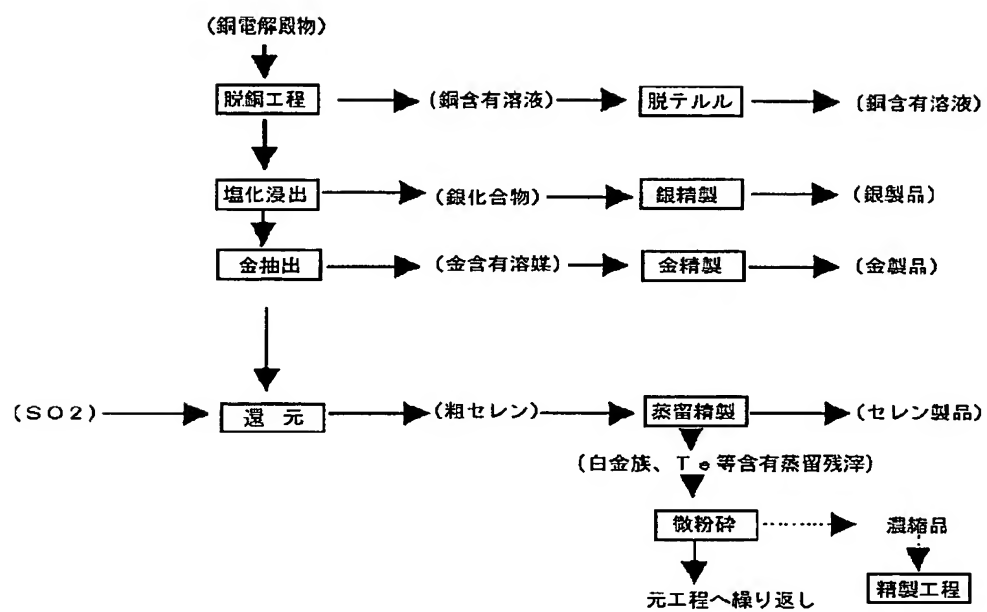 (銅電解殿物)
脱銅工程 (銅含有溶液) 脱テルル (銅含有溶液)
塩化浸出 (銀化合物) 銀精製 (銀製品)
金抽出 (金含有溶媒) 金精製 (金製品)
(SO2) 還元 (粗セレン) 蒸留精製 (セレン製品)
(白金族、Te等含有蒸留残滓)
微粉砕 濃縮品
精製工程
元工程へ繰り返し